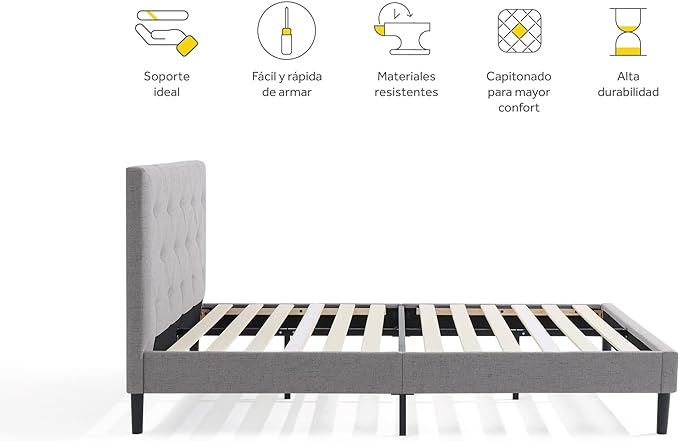 Soporte
ideal
Fácil y rápida
de armar
Materiales
resistentes
Capitonado
para mayor
confort
Alta
durabilidad